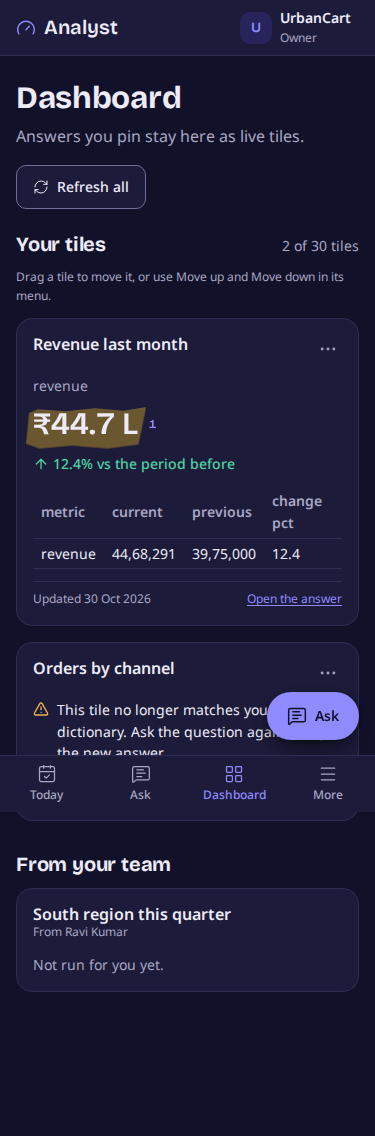 Analyst
U
UrbanCart
Owner
Dashboard
Answers you pin stay here as live tiles.
Refresh all
Your tiles
2 of 30 tiles
Drag a tile to move it, or use Move up and Move down in its
menu.
Revenue last month
...
revenue
₹44.7 L 1
↑ 12.4% vs the period before
metric current previous change
pct
revenue 44,68,291 39,75,000 12.4
Updated 30 Oct 2026
Open the answer
Orders by channel
...
This tile no longer matches you
dictionary. Ask the question aga
the new answer
Ask
Today
Ask
Dashboard
More
From your team
South region this quarter
From Ravi Kumar
Not run for you yet.